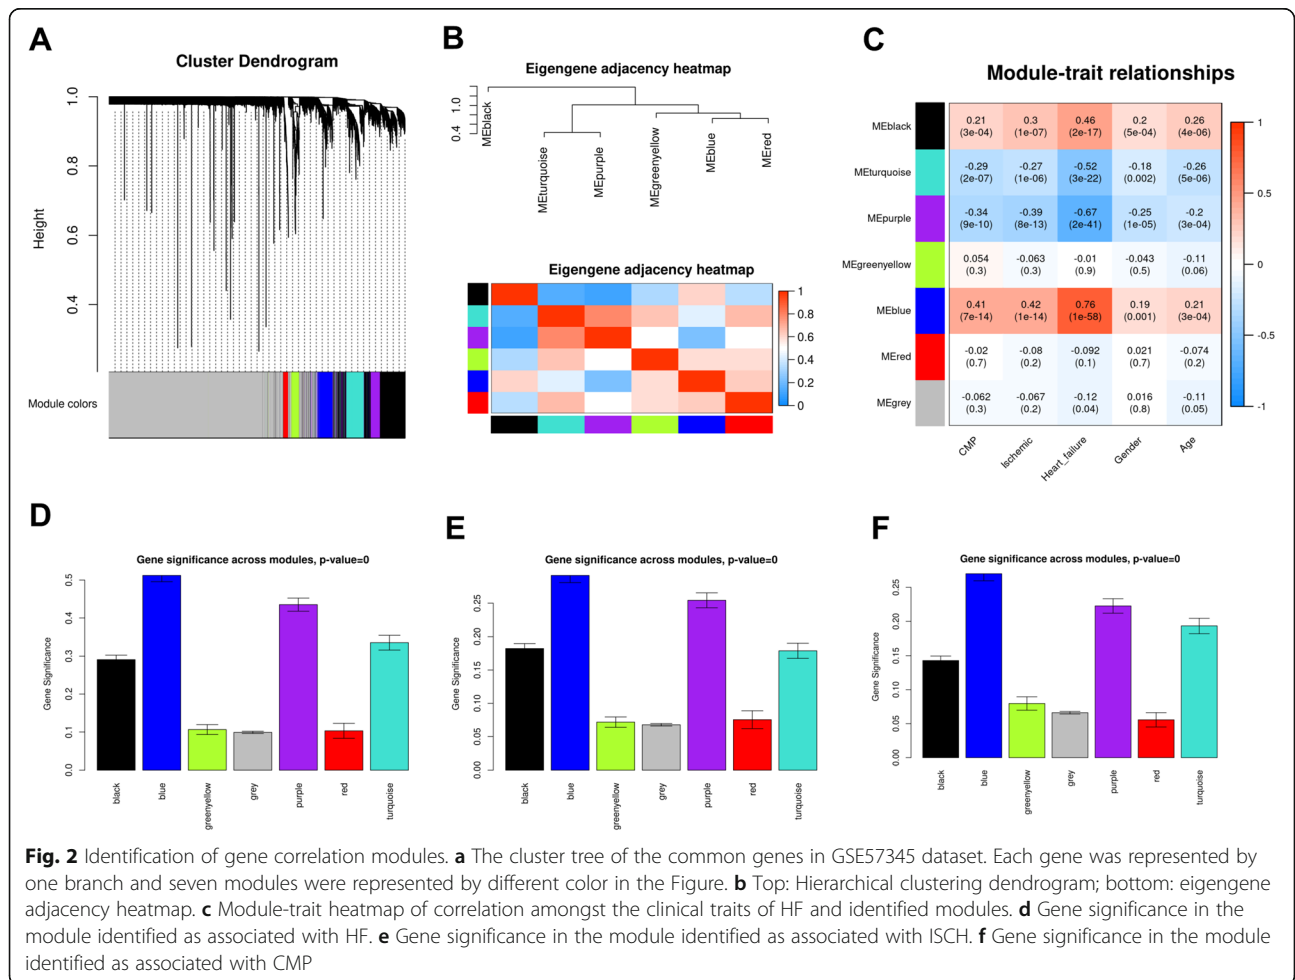 A
Cluster Dendrogram
Height
1.0
0.8
0.6
0.4
Module colors
B
Eigengene adjacency heatmap
1.0
0.4
MEblack
MEturquoise
MEpurple
MEgreenyellow
MEblue
MEred
Eigengene adjacency heatmap
1
0.8
0.6
0.4
0.2
0
C
Module-trait relationships
MEblack 0.21 0.3 0.46 0.2 0.26
(3e-04) (1e-07) (2e-17) (5e-04) (4e-06)
MEturquoise -0.29 -0.27 -0.52 -0.18 -0.26
(2e-07) (1e-06) (3e-22) (0.002) (5e-06)
MEpurple -0.34 -0.39 -0.67 -0.25 -0.2
(9e-10) (8e-13) (2e-41) (1e-05) (3e-04)
MEgreenyellow 0.054 -0.063 -0.01 -0.043 -0.11
(0.3) (0.3) (0.9) (0.5) (0.06)
MEblue 0.41 0.42 0.76 0.19 0.21
(7e-14) (1e-14) (1e-58) (0.001) (3e-04)
MEred -0.02 -0.08 -0.092 0.021 -0.074
(0.7) (0.2) (0.1) (0.7) (0.2)
MEgrey -0.062 -0.067 -0.12 0.016 -0.11
(0.3) (0.2) (0.04) (0.8) (0.05)
CMP Ischemic Heart_failure Gender Age
1
0.5
0
-0.5
-1
D
Gene significance across modules, p-value=0
Gene Significance
0.5
0.4
0.3
0.2
0.1
0.0
black blue greenyellow grey purple red turquoise
E
Gene significance across modules, p-value=0
Gene Significance
0.25
0.20
0.15
0.10
0.05
0.00
black blue greenyellow grey purple red turquoise
F
Gene significance across modules, p-value=0
Gene Significance
0.25
0.20
0.15
0.10
0.05
0.00
black blue greenyellow grey purple red turquoise
Fig. 2 Identification of gene correlation modules. a The cluster tree of the common genes in GSE57345 dataset. Each gene was represented by
one branch and seven modules were represented by different color in the Figure. b Top: Hierarchical clustering dendrogram; bottom: eigengene
adjacency heatmap. c Module-trait heatmap of correlation amongst the clinical traits of HF and identified modules. d Gene significance in the
module identified as associated with HF. e Gene significance in the module identified as associated with ISCH. f Gene significance in the module
identified as associated with CMP